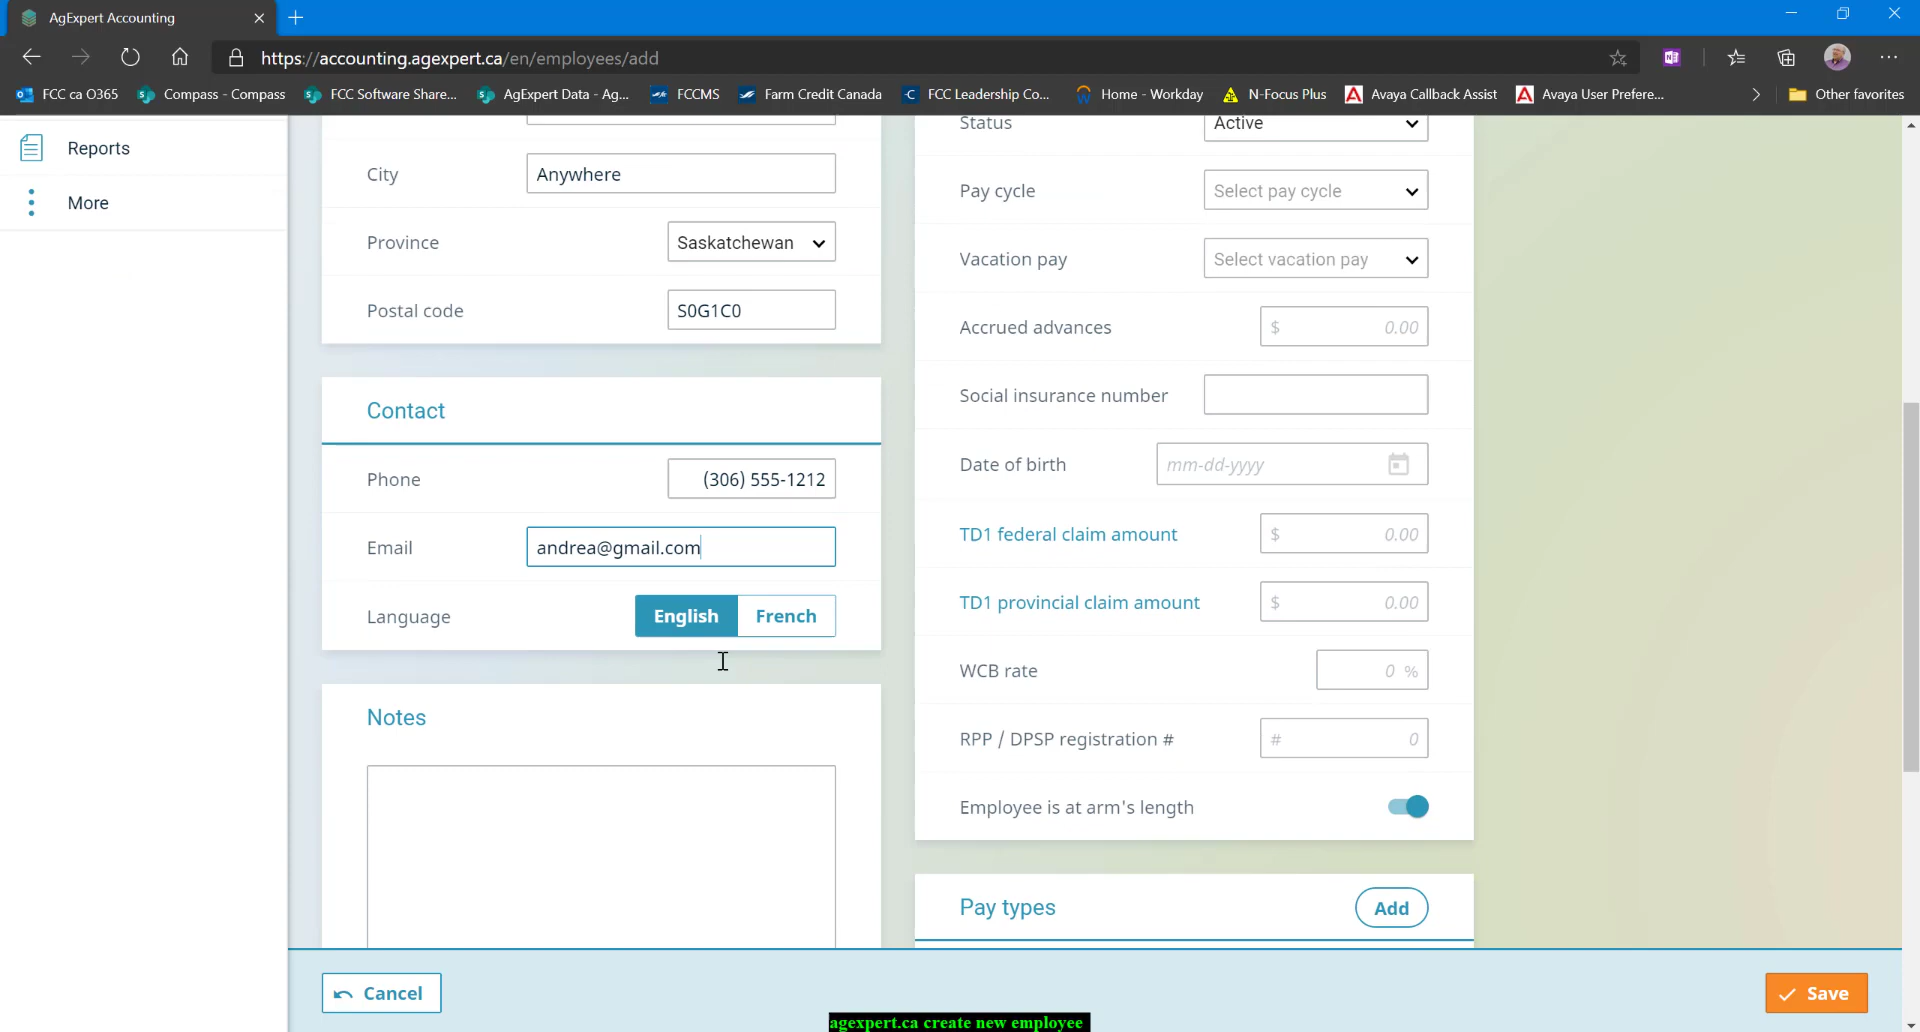 AgExpert Accounting
https://accounting.agexpert.ca/en/employees/add
FCC ca O365
Compass - Compass
FCC Software Share...
AgExpert Data - Ag...
FCCMS
Farm Credit Canada
FCC Leadership Co...
Home - Workday
N-Focus Plus
Avaya Callback Assist
Avaya User Prefere...
Other favorites
Reports
More
City
Anywhere
Province
Saskatchewan
Postal code
S0G1C0
Contact
Phone
(306) 555-1212
Email
andrea@gmail.com
Language
English
French
Notes
Status
Active
Pay cycle
Select pay cycle
Vacation pay
Select vacation pay
Accrued advances
$ 0.00
Social insurance number
Date of birth
mm-dd-yyyy
TD1 federal claim amount
$ 0.00
TD1 provincial claim amount
$ 0.00
WCB rate
0 %
RPP / DPSP registration #
# 0
Employee is at arm's length
Pay types
Add
Cancel
Save
agexpert.ca create new employee